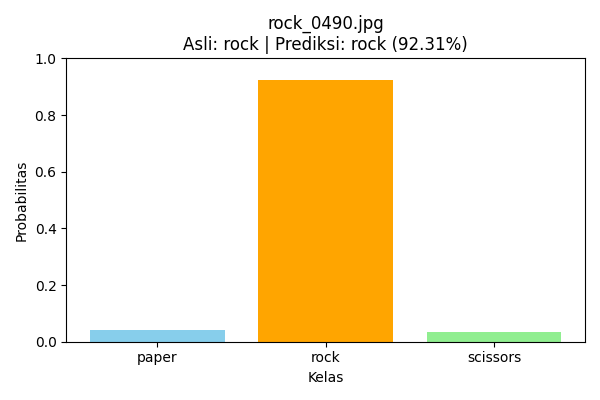 rock_0490.jpg
Asli: rock | Prediksi: rock (92.31%)
1.0
0.8
0.6
0.4
0.2
0.0
Probabilitas
paper rock scissors
Kelas